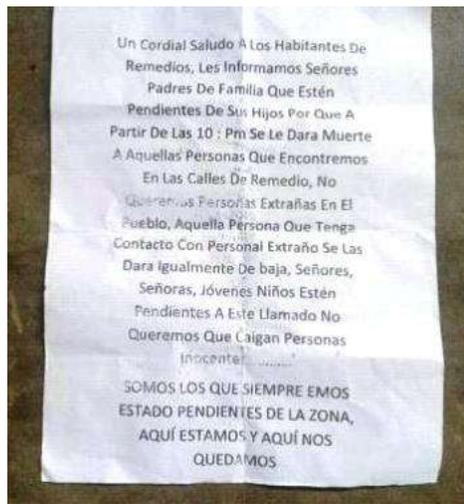 Un Cordial Saludo A Los Habitantes De
Remedios, Les Informamos Señores
Padres De Familia Que Estén
Pendientes De Sus Hijos Por Que A
Partir De Las 10 : Pm Se Le Dara Muerte
A Aquellas Personas Que Encontremos
En Las Calles De Remedio, No
Queremos Personas Extrañas En El
Pueblo, Aquella Persona Que Tenga
Contacto Con Personal Extraño Se Las
Dara Igualmente De baja, Señores,
Señoras, Jóvenes Niños Estén
Pendientes A Este Llamado No
Queremos Que Caigan Personas
Inocentes..........
SOMOS LOS QUE SIEMPRE EMOS
ESTADO PENDIENTES DE LA ZONA,
AQUÍ ESTAMOS Y AQUÍ NOS
QUEDAMOS